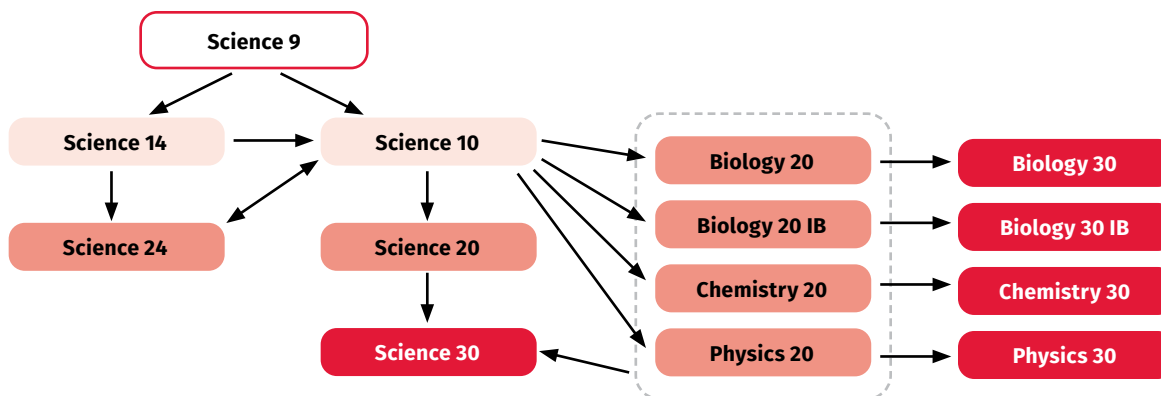 Science 9
Science 14
Science 10
Biology 20
Biology 30
Science 24
Science 20
Biology 20 IB
Biology 30 IB
Chemistry 20
Chemistry 30
Science 30
Physics 20
Physics 30